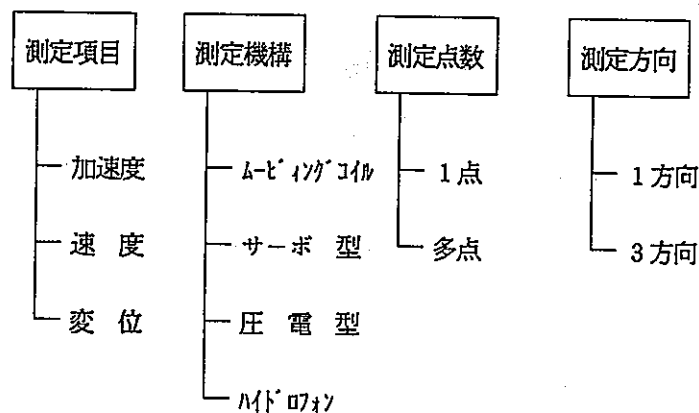 測定項目
測定機構
測定点数
測定方向
加速度
ムービィングコイル
1点
1方向
速度
サーボ型
多点
3方向
変位
圧電型
ハイドロフォン